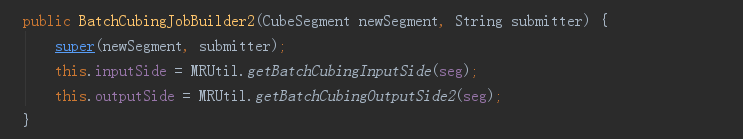 public BatchCubingJobBuilder2(CubeSegment newSegment, String submitter) {
super(newSegment, submitter);
this.inputSide = MRUtil.getBatchCubingInputSide(seg);
this.outputSide = MRUtil.getBatchCubingOutputSide2(seg);
}